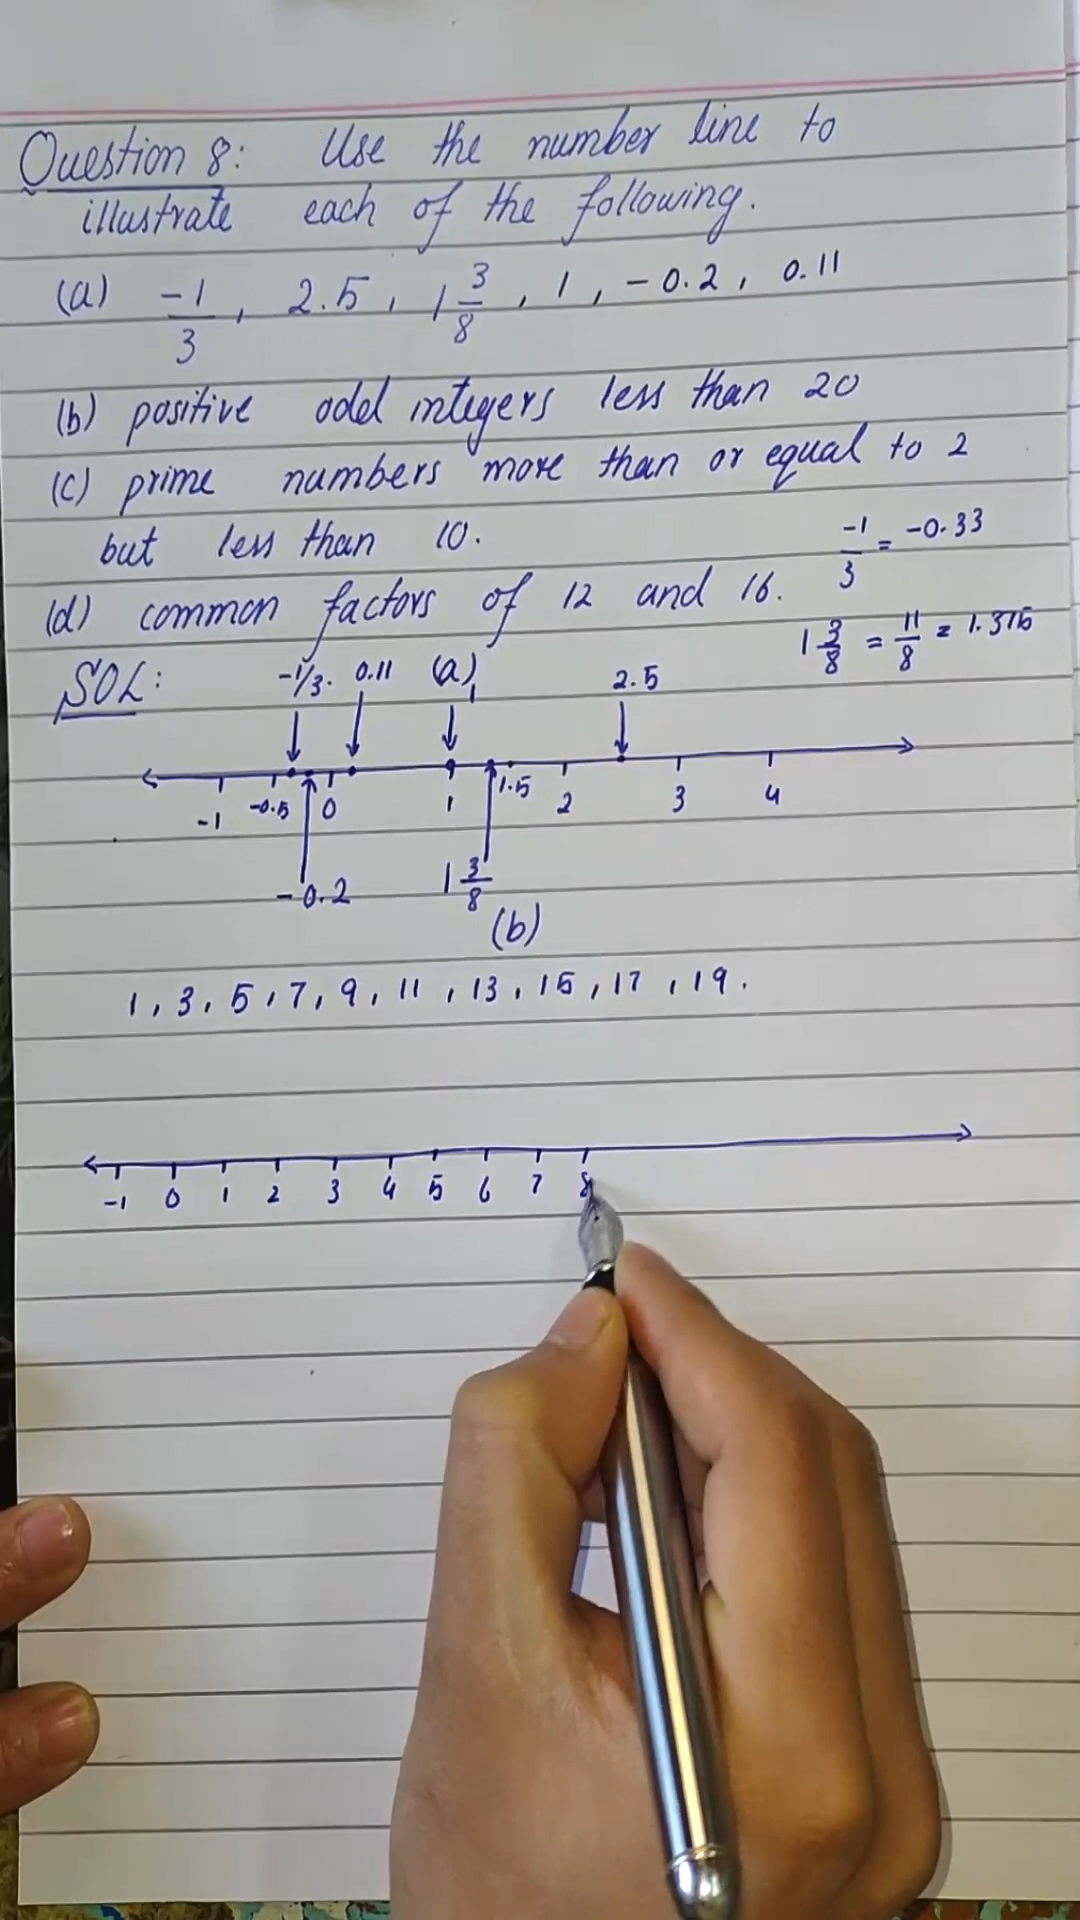 Question 8: Use the number line to
illustrate each of the following.
(a) -1/3, 2.5, 1 3/8, 1, -0.2, 0.11
(b) positive odd integers less than 20
(c) prime numbers more than or equal to 2
but less than 10.
-1/3 = -0.33
(d) common factors of 12 and 16.
1 3/8 = 11/8 = 1.375
SOL:
(a)
-1/3. 0.11 1 2.5
-1 -0.5 0 1 1.5 2 3 4
-0.2 1 3/8
(b)
1, 3, 5, 7, 9, 11, 13, 15, 17, 19.
-1 0 1 2 3 4 5 6 7 8